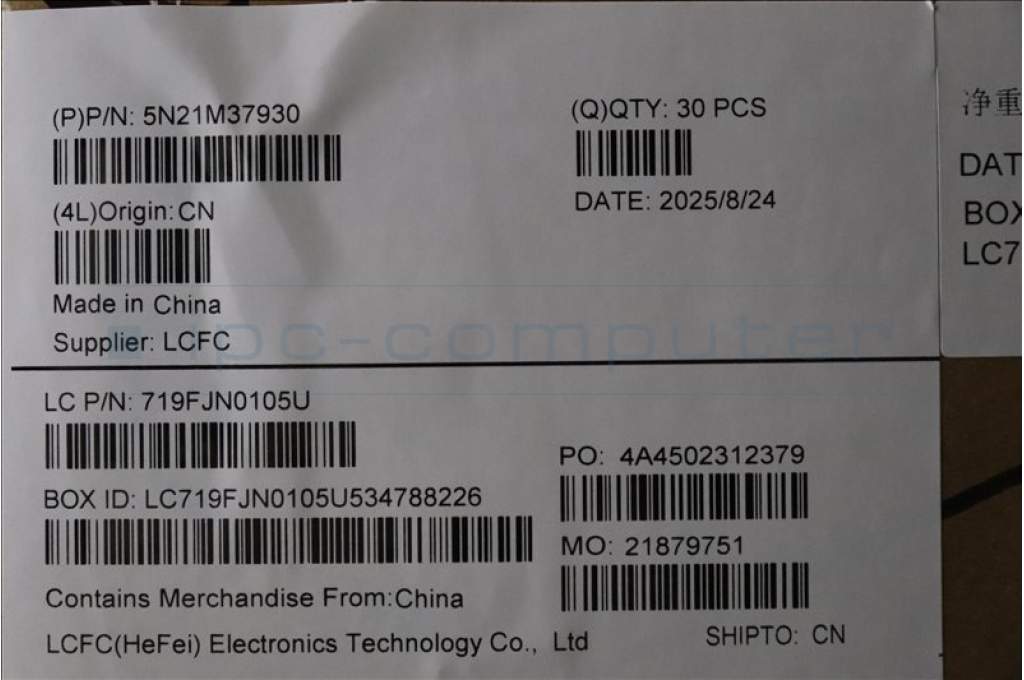 (P)P/N: 5N21M37930
(Q)QTY: 30 PCS
DATE: 2025/8/24
(4L)Origin:CN
Made in China
Supplier: LCFC
pc-computer
LC P/N: 719FJN0105U
BOX ID: LC719FJN0105U534788226
PO: 4A4502312379
MO: 21879751
Contains Merchandise From:China
LCFC(HeFei) Electronics Technology Co., Ltd
SHIPTO: CN
净重
DAT
BOX
LC7